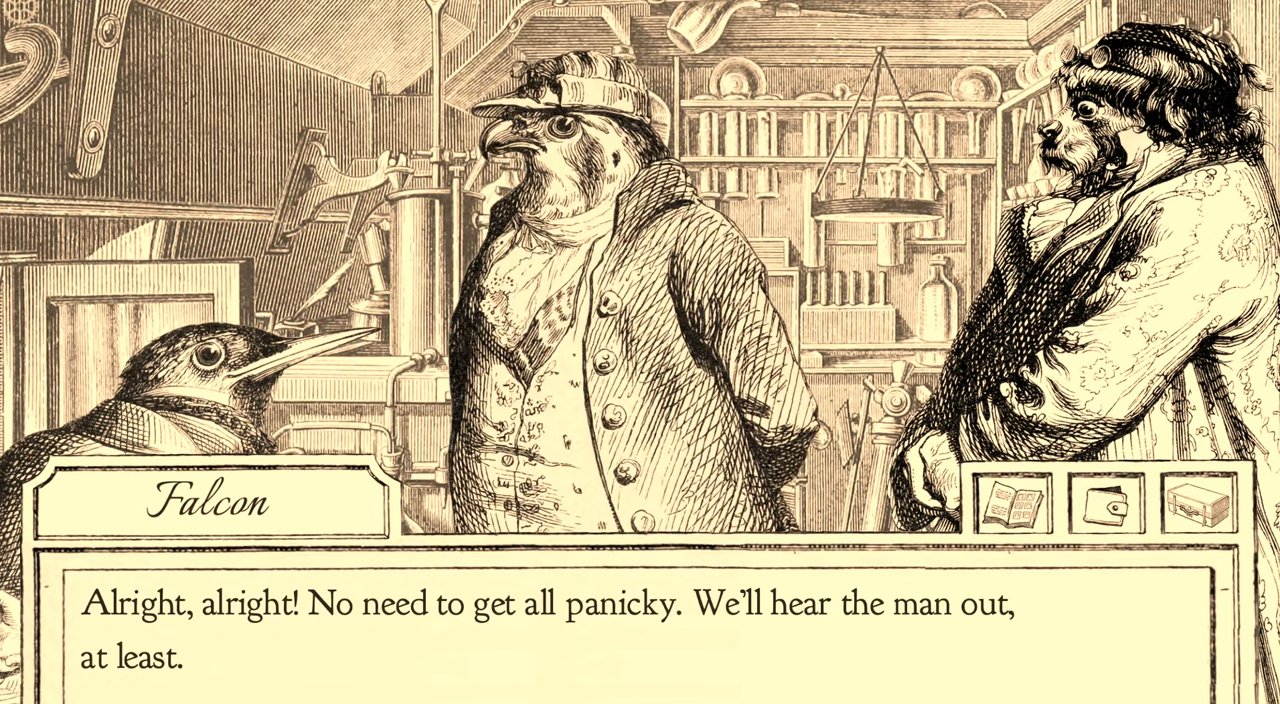 Falcon
Alright, alright! No need to get all panicky. We'll hear the man out,
at least.